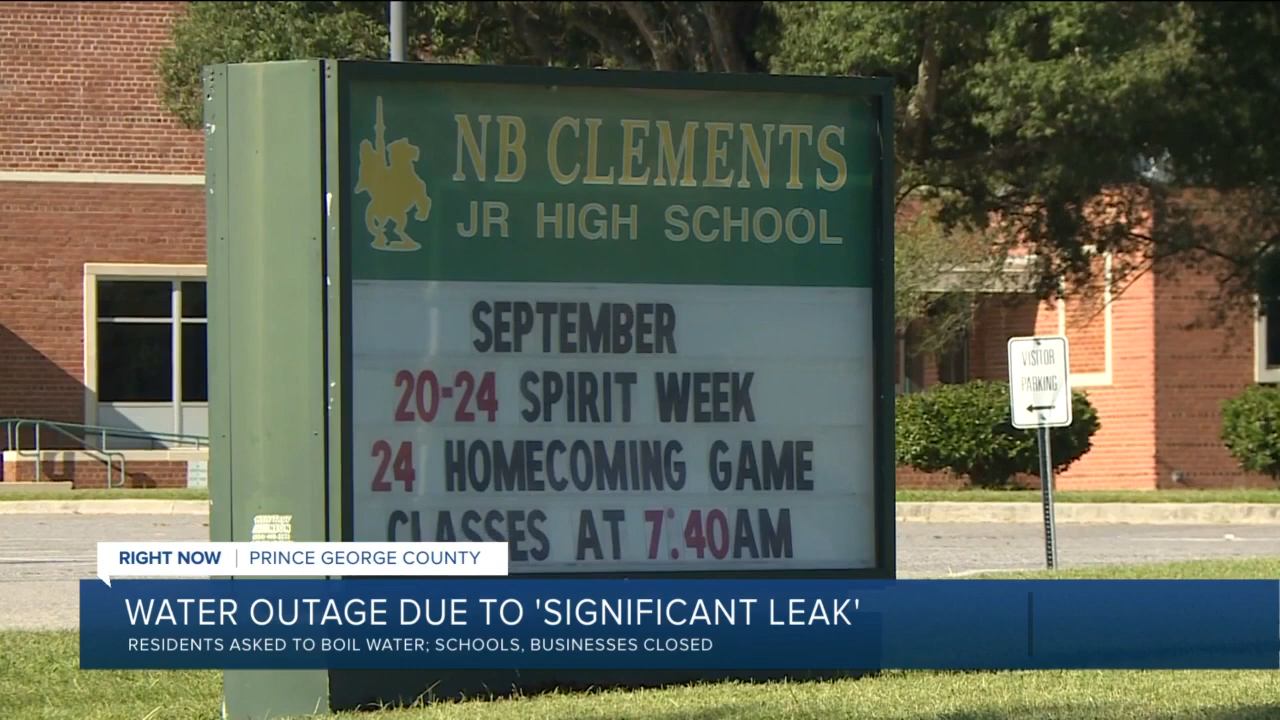 NB CLEMENTS
JR HIGH SCHOOL
SEPTEMBER
20-24 SPIRIT WEEK
24 HOMECOMING GAME
CLASSES AT 7:40AM
VISITOR
PARKING
RIGHT NOW | PRINCE GEORGE COUNTY
WATER OUTAGE DUE TO 'SIGNIFICANT LEAK'
RESIDENTS ASKED TO BOIL WATER; SCHOOLS, BUSINESSES CLOSED